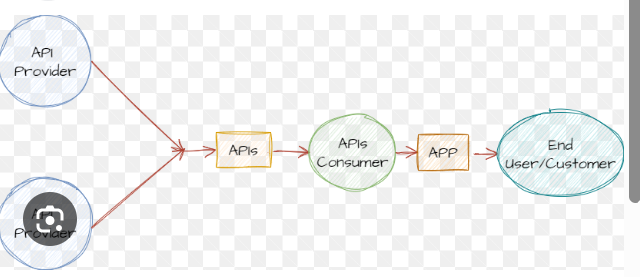 API
Provider
APIs
APIs
Consumer
APP
End
User/Customer
Provider